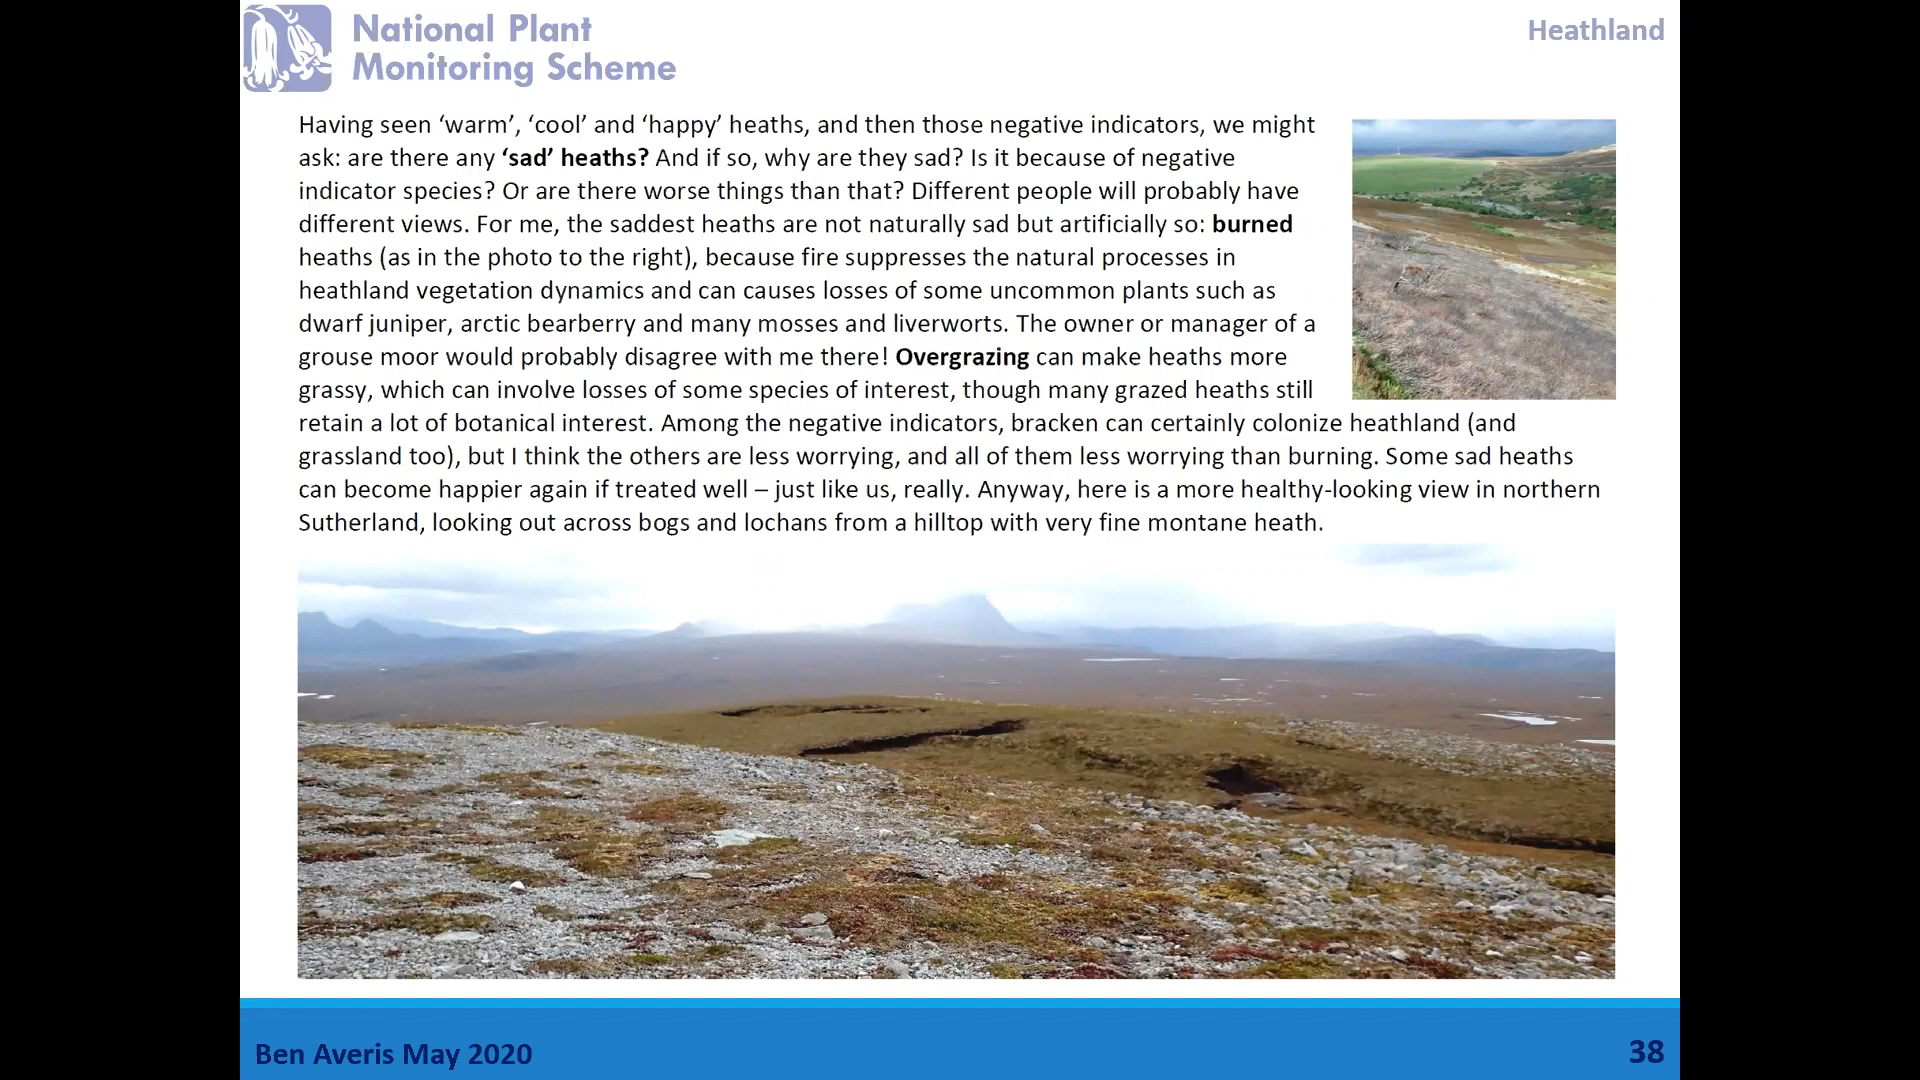 National Plant
Monitoring Scheme
Heathland
Having seen ‘warm’, ‘cool’ and ‘happy’ heaths, and then those negative indicators, we might
ask: are there any ‘sad’ heaths? And if so, why are they sad? Is it because of negative
indicator species? Or are there worse things than that? Different people will probably have
different views. For me, the saddest heaths are not naturally sad but artificially so: burned
heaths (as in the photo to the right), because fire suppresses the natural processes in
heathland vegetation dynamics and can causes losses of some uncommon plants such as
dwarf juniper, arctic bearberry and many mosses and liverworts. The owner or manager of a
grouse moor would probably disagree with me there! Overgrazing can make heaths more
grassy, which can involve losses of some species of interest, though many grazed heaths still
retain a lot of botanical interest. Among the negative indicators, bracken can certainly colonize heathland (and
grassland too), but I think the others are less worrying, and all of them less worrying than burning. Some sad heaths
can become happier again if treated well – just like us, really. Anyway, here is a more healthy-looking view in northern
Sutherland, looking out across bogs and lochans from a hilltop with very fine montane heath.
Ben Averis May 2020
38